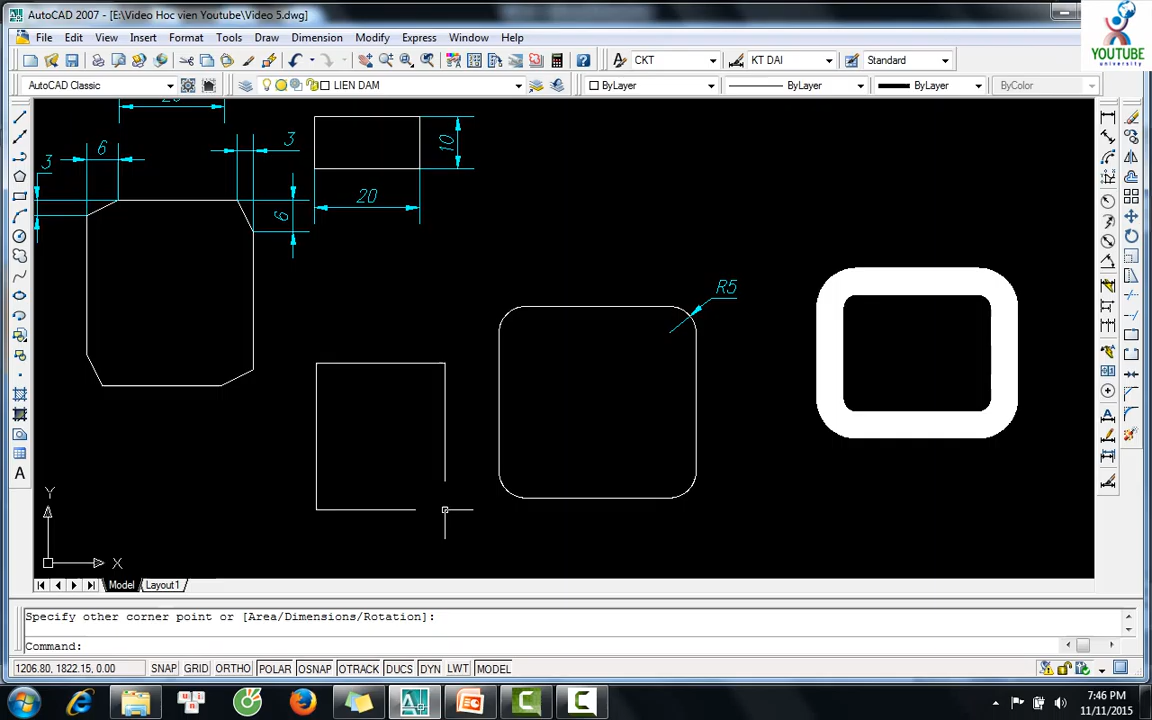 AutoCAD 2007 - [E:\Video Hoc vien Youtube\Video 5.dwg]
File Edit View Insert Format Tools Draw Dimension Modify Express Window Help
YOUTUBE
university
CKT KT DAI Standard
AutoCAD Classic LIEN DAM ByLayer ByLayer ByLayer ByColor
20
6 3 10
3
20
6
R5
Y
X
A
Model Layout1
Specify other corner point or [Area/Dimensions/Rotation]:
Command:
1206.80, 1822.15, 0.00 SNAP GRID ORTHO POLAR OSNAP OTRACK DUCS DYN LWT MODEL
7:46 PM
11/11/2015